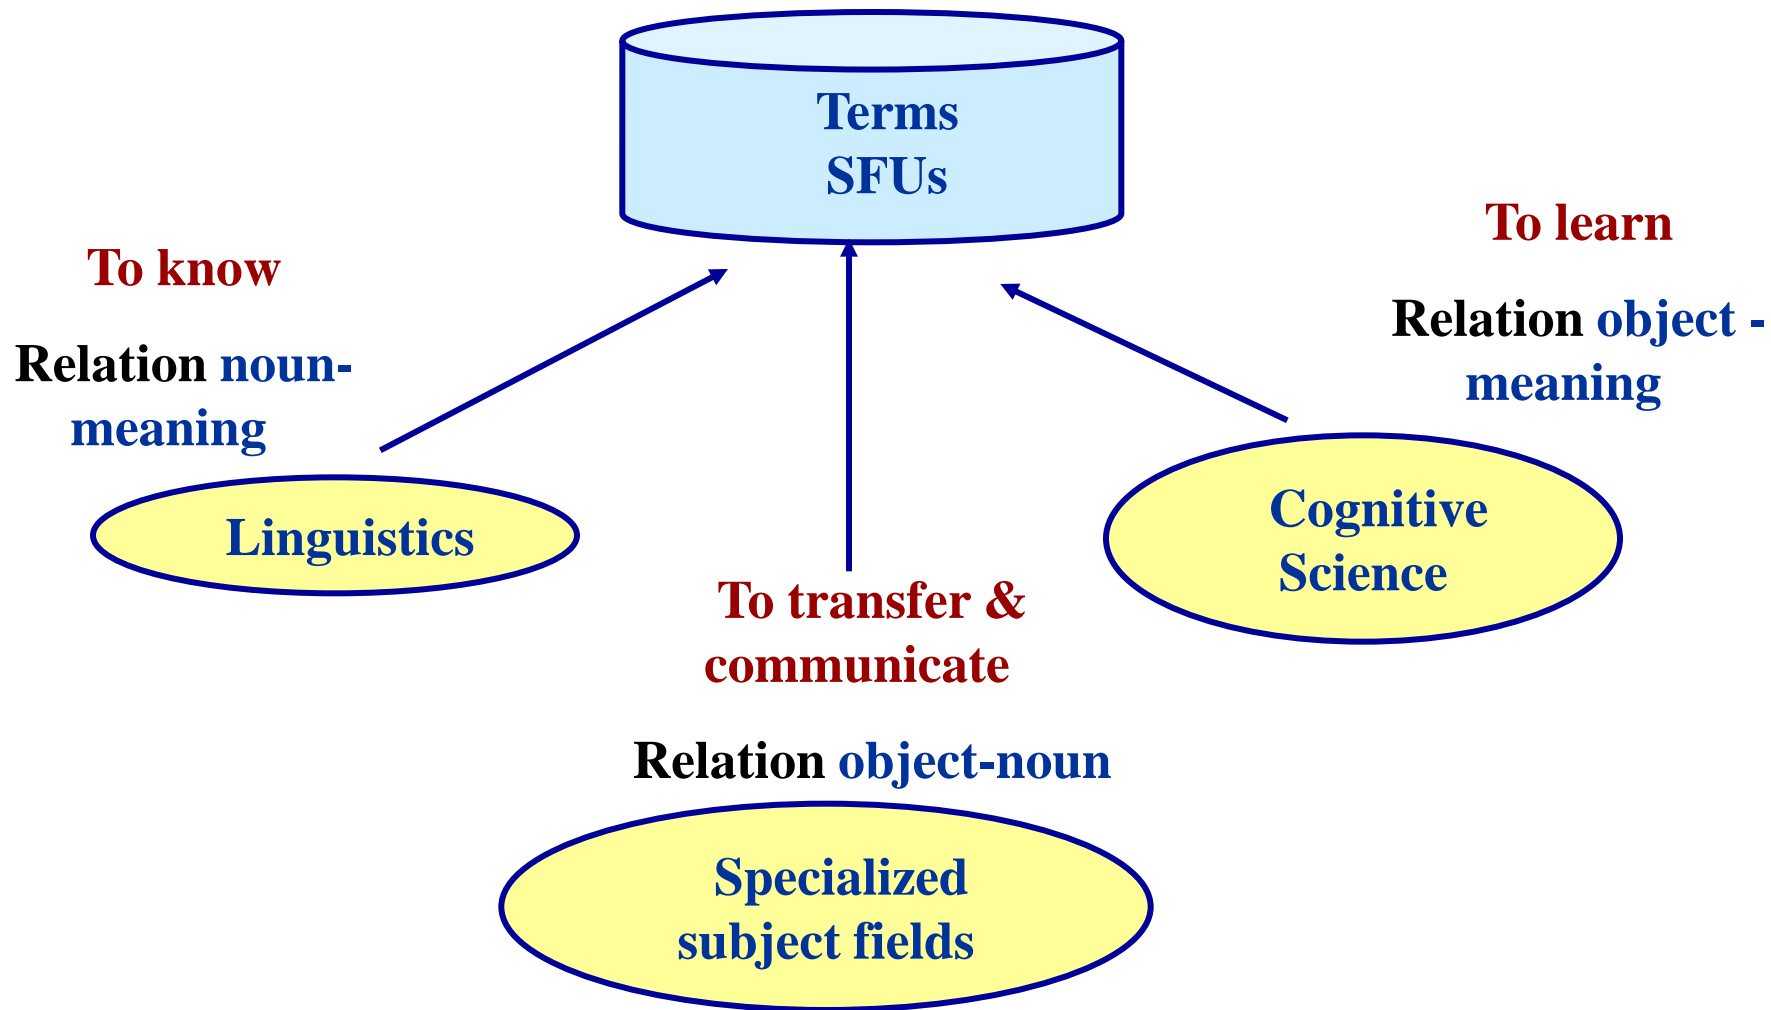 Terms
SFUs
To know
Relation noun-
meaning
Linguistics
To learn
Relation object -
meaning
Cognitive
Science
To transfer &
communicate
Relation object-noun
Specialized
subject fields